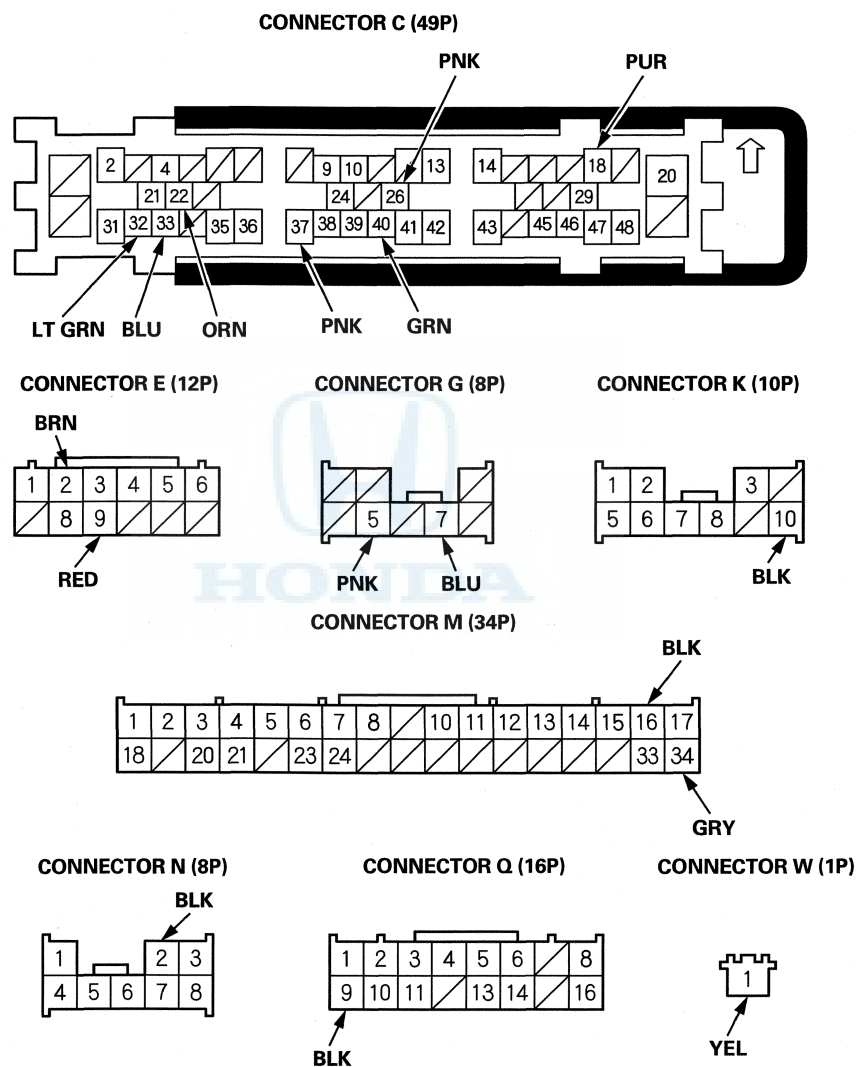 CONNECTOR C (49P)
PNK PUR
2 4 9 10 13 14 18 20
21 22 24 26 29
31 32 33 35 36 37 38 39 40 41 42 43 45 46 47 48
LT GRN BLU ORN PNK GRN
CONNECTOR E (12P) CONNECTOR G (8P) CONNECTOR K (10P)
BRN
1 2 3 4 5 6 1 2 3
8 9 5 7 5 6 7 8 10
RED PNK BLU BLK
HONDA
CONNECTOR M (34P)
BLK
1 2 3 4 5 6 7 8 10 11 12 13 14 15 16 17
18 20 21 23 24 33 34
GRY
CONNECTOR N (8P) CONNECTOR Q (16P) CONNECTOR W (1P)
BLK
1 2 3 1 2 3 4 5 6 8
4 5 6 7 8 9 10 11 13 14 16 1
BLK YEL